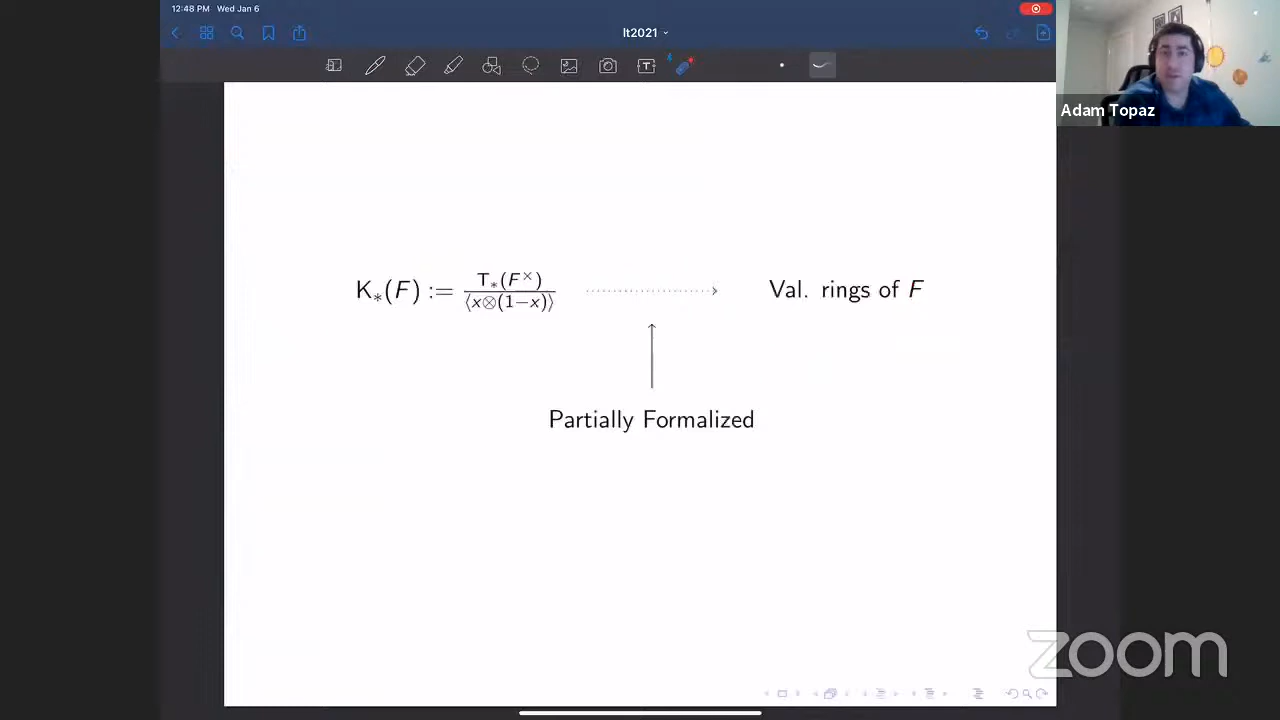 12:48 PM Wed Jan 6
lt2021
Adam Topaz
K∗(F) := T∗(F×) / ⟨x⊗(1−x)⟩
Val. rings of F
Partially Formalized
zoom